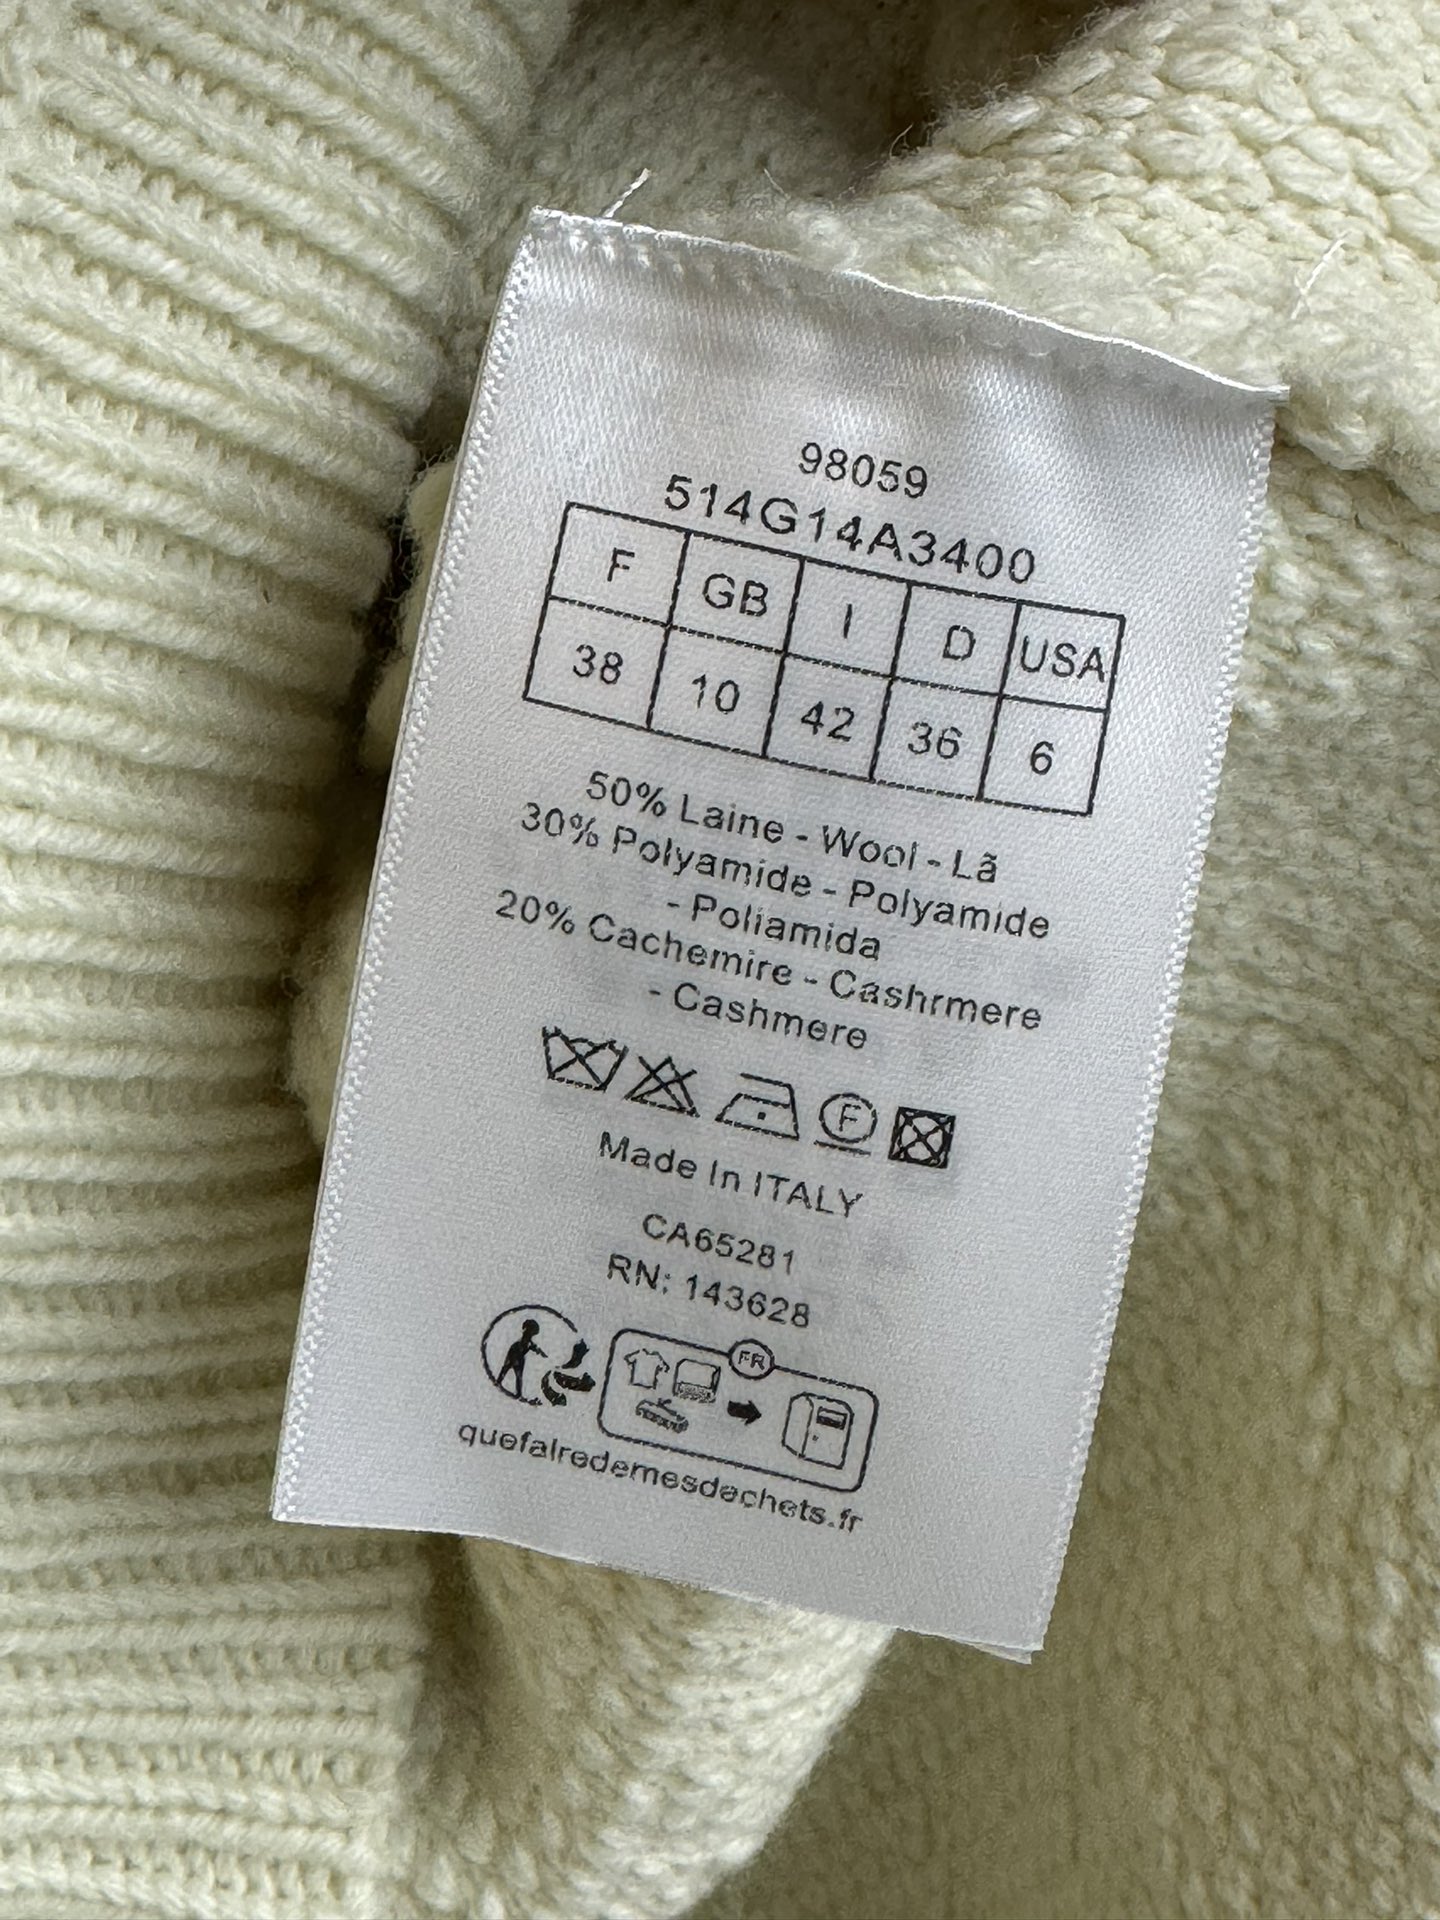 98059
514G14A3400
F GB I D USA
38 10 42 36 6
50% Laine - Wool - Lã
30% Polyamide - Polyamide
- Poliamida
20% Cachemire - Cashrmere
- Cashmere
F
Made In ITALY
CA65281
RN: 143628
FR
quefairedemesdechets.fr